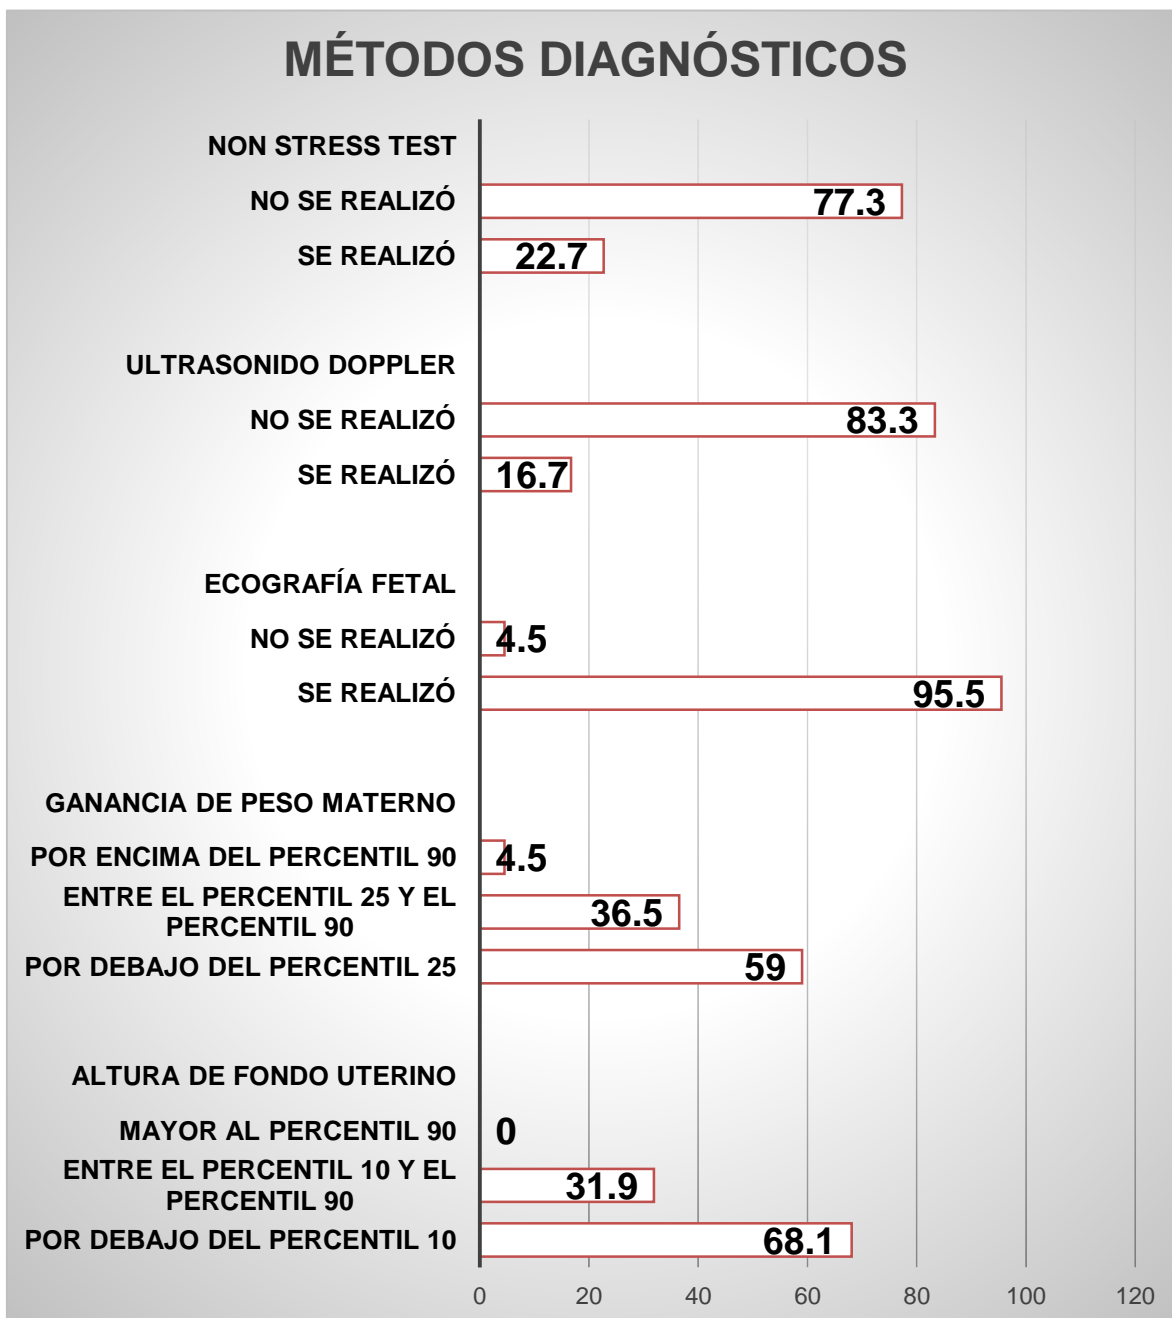 MÉTODOS DIAGNÓSTICOS
NON STRESS TEST
NO SE REALIZÓ 77.3
SE REALIZÓ 22.7
ULTRASONIDO DOPPLER
NO SE REALIZÓ 83.3
SE REALIZÓ 16.7
ECOGRAFÍA FETAL
NO SE REALIZÓ 4.5
SE REALIZÓ 95.5
GANANCIA DE PESO MATERNO
POR ENCIMA DEL PERCENTIL 90 4.5
ENTRE EL PERCENTIL 25 Y EL
PERCENTIL 90 36.5
POR DEBAJO DEL PERCENTIL 25 59
ALTURA DE FONDO UTERINO
MAYOR AL PERCENTIL 90 0
ENTRE EL PERCENTIL 10 Y EL
PERCENTIL 90 31.9
POR DEBAJO DEL PERCENTIL 10 68.1
0 20 40 60 80 100 120